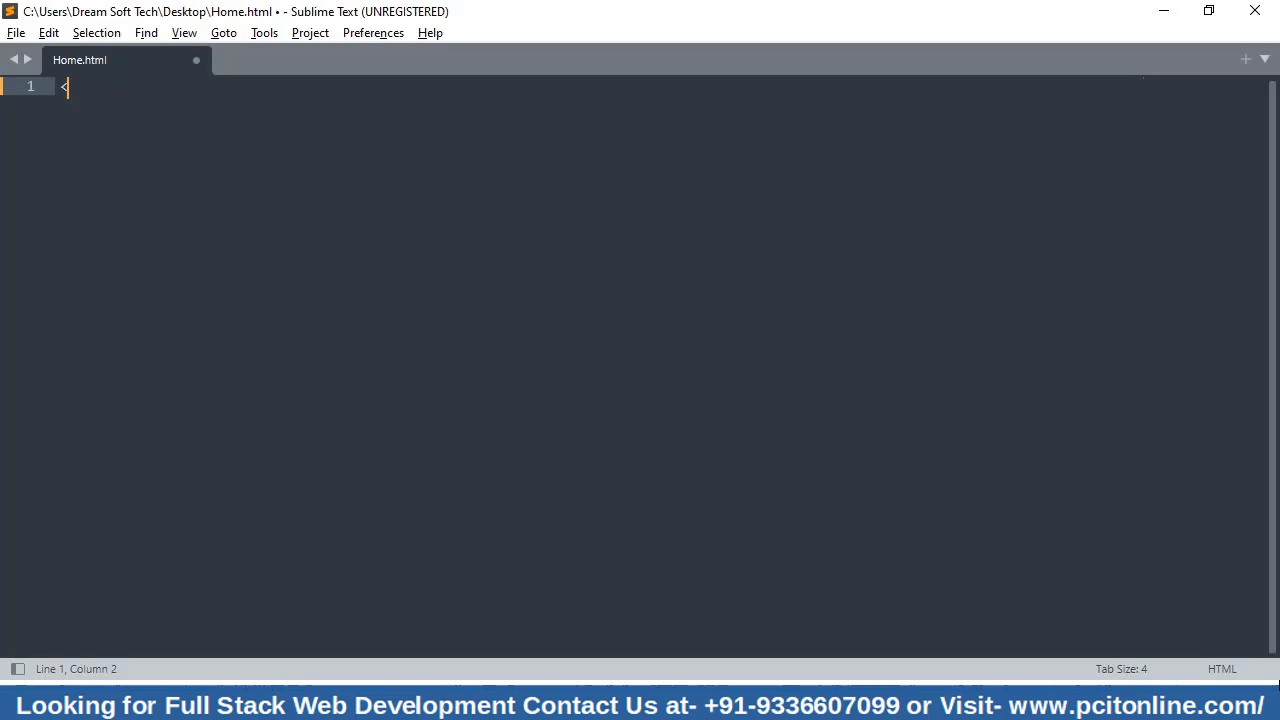 C:\Users\Dream Soft Tech\Desktop\Home.html • - Sublime Text (UNREGISTERED)
File Edit Selection Find View Goto Tools Project Preferences Help
Home.html
1 <
Line 1, Column 2 Tab Size: 4 HTML
Looking for Full Stack Web Development Contact Us at- +91-9336607099 or Visit- www.pcitonline.com/